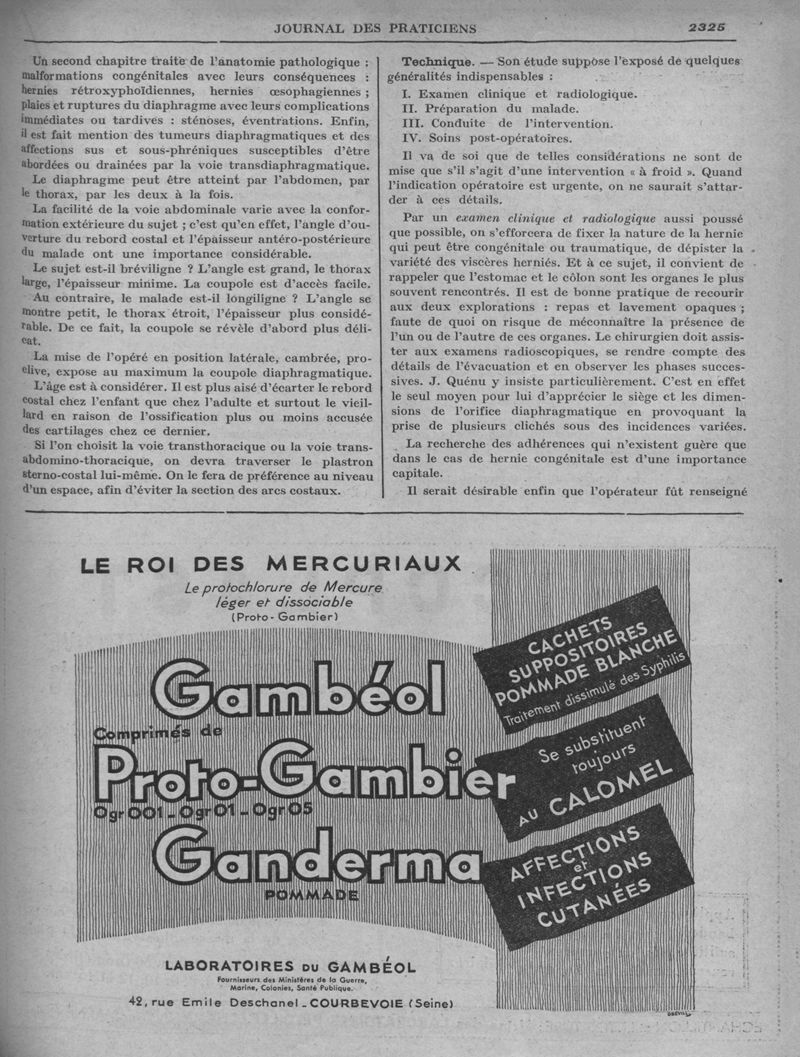 JOURNAL DES PRATICIENS 2325
Un second chapitre traite de l'anatomie pathologique :
malformations congénitales avec leurs conséquences :
hernies rétroxyphoïdiennes, hernies œsophagiennes ;
plaies et ruptures du diaphragme avec leurs complications
immédiates ou tardives : sténoses, éventrations. Enfin,
il est fait mention des tumeurs diaphragmatiques et des
affections sus et sous-phréniques susceptibles d'être
abordées ou drainées par la voie transdiaphragmatique.
Le diaphragme peut être atteint par l'abdomen, par
le thorax, par les deux à la fois.
La facilité de la voie abdominale varie avec la confor-
mation extérieure du sujet ; c'est qu'en effet, l'angle d'ou-
verture du rebord costal et l'épaisseur antéro-postérieure
du malade ont une importance considérable.
Le sujet est-il bréviligne ? L'angle est grand, le thorax
large, l'épaisseur minime. La coupole est d'accès facile.
Au contraire, le malade est-il longiligne ? L'angle se
montre petit, le thorax étroit, l'épaisseur plus considé-
rable. De ce fait, la coupole se révèle d'abord plus déli-
cat.
La mise de l'opéré en position latérale, cambrée, pro-
clive, expose au maximum la coupole diaphragmatique.
L'âge est à considérer. Il est plus aisé d'écarter le rebord
costal chez l'enfant que chez l'adulte et surtout le vieil-
lard en raison de l'ossification plus ou moins accusée
des cartilages chez ce dernier.
Si l'on choisit la voie transthoracique ou la voie trans-
abdomino-thoracique, on devra traverser le plastron
sterno-costal lui-même. On le fera de préférence au niveau
d'un espace, afin d'éviter la section des arcs costaux.
Technique. — Son étude suppose l'exposé de quelques
généralités indispensables :
I. Examen clinique et radiologique.
II. Préparation du malade.
III. Conduite de l'intervention.
IV. Soins post-opératoires.
Il va de soi que de telles considérations ne sont de
mise que s'il s'agit d'une intervention « à froid ». Quand
l'indication opératoire est urgente, on ne saurait s'attar-
der à ces détails.
Par un examen clinique et radiologique aussi poussé
que possible, on s'efforcera de fixer la nature de la hernie
qui peut être congénitale ou traumatique, de dépister la
variété des viscères herniés. Et à ce sujet, il convient de
rappeler que l'estomac et le côlon sont les organes le plus
souvent rencontrés. Il est de bonne pratique de recourir
aux deux explorations : repas et lavement opaques ;
faute de quoi on risque de méconnaître la présence de
l'un ou de l'autre de ces organes. Le chirurgien doit assis-
ter aux examens radioscopiques, se rendre compte des
détails de l'évacuation et en observer les phases succes-
sives. J. Quénu y insiste particulièrement. C'est en effet
le seul moyen pour lui d'apprécier le siège et les dimen-
sions de l'orifice diaphragmatique en provoquant la
prise de plusieurs clichés sous des incidences variées.
La recherche des adhérences qui n'existent guère que
dans le cas de hernie congénitale est d'une importance
capitale.
Il serait désirable enfin que l'opérateur fût renseigné
LE ROI DES MERCURIAUX
Le protochlorure de Mercure
léger et dissociable
(Proto-Gambier)
Gambéol
CACHETS
SUPPOSITOIRES
POMMADE BLANCHE
Traitement dissimulé des Syphilis
Comprimés de
Proto-Gambier
0gr001 - 0gr01 - 0gr05
Se substituent
toujours
AU CALOMEL
Ganderma
POMMADE
AFFECTIONS
et
INFECTIONS
CUTANÉES
LABORATOIRES DU GAMBÉOL
Fournisseurs des Ministères de la Guerre,
Marine, Colonies, Santé Publique.
42, rue Emile Deschanel - COURBEVOIE (Seine)